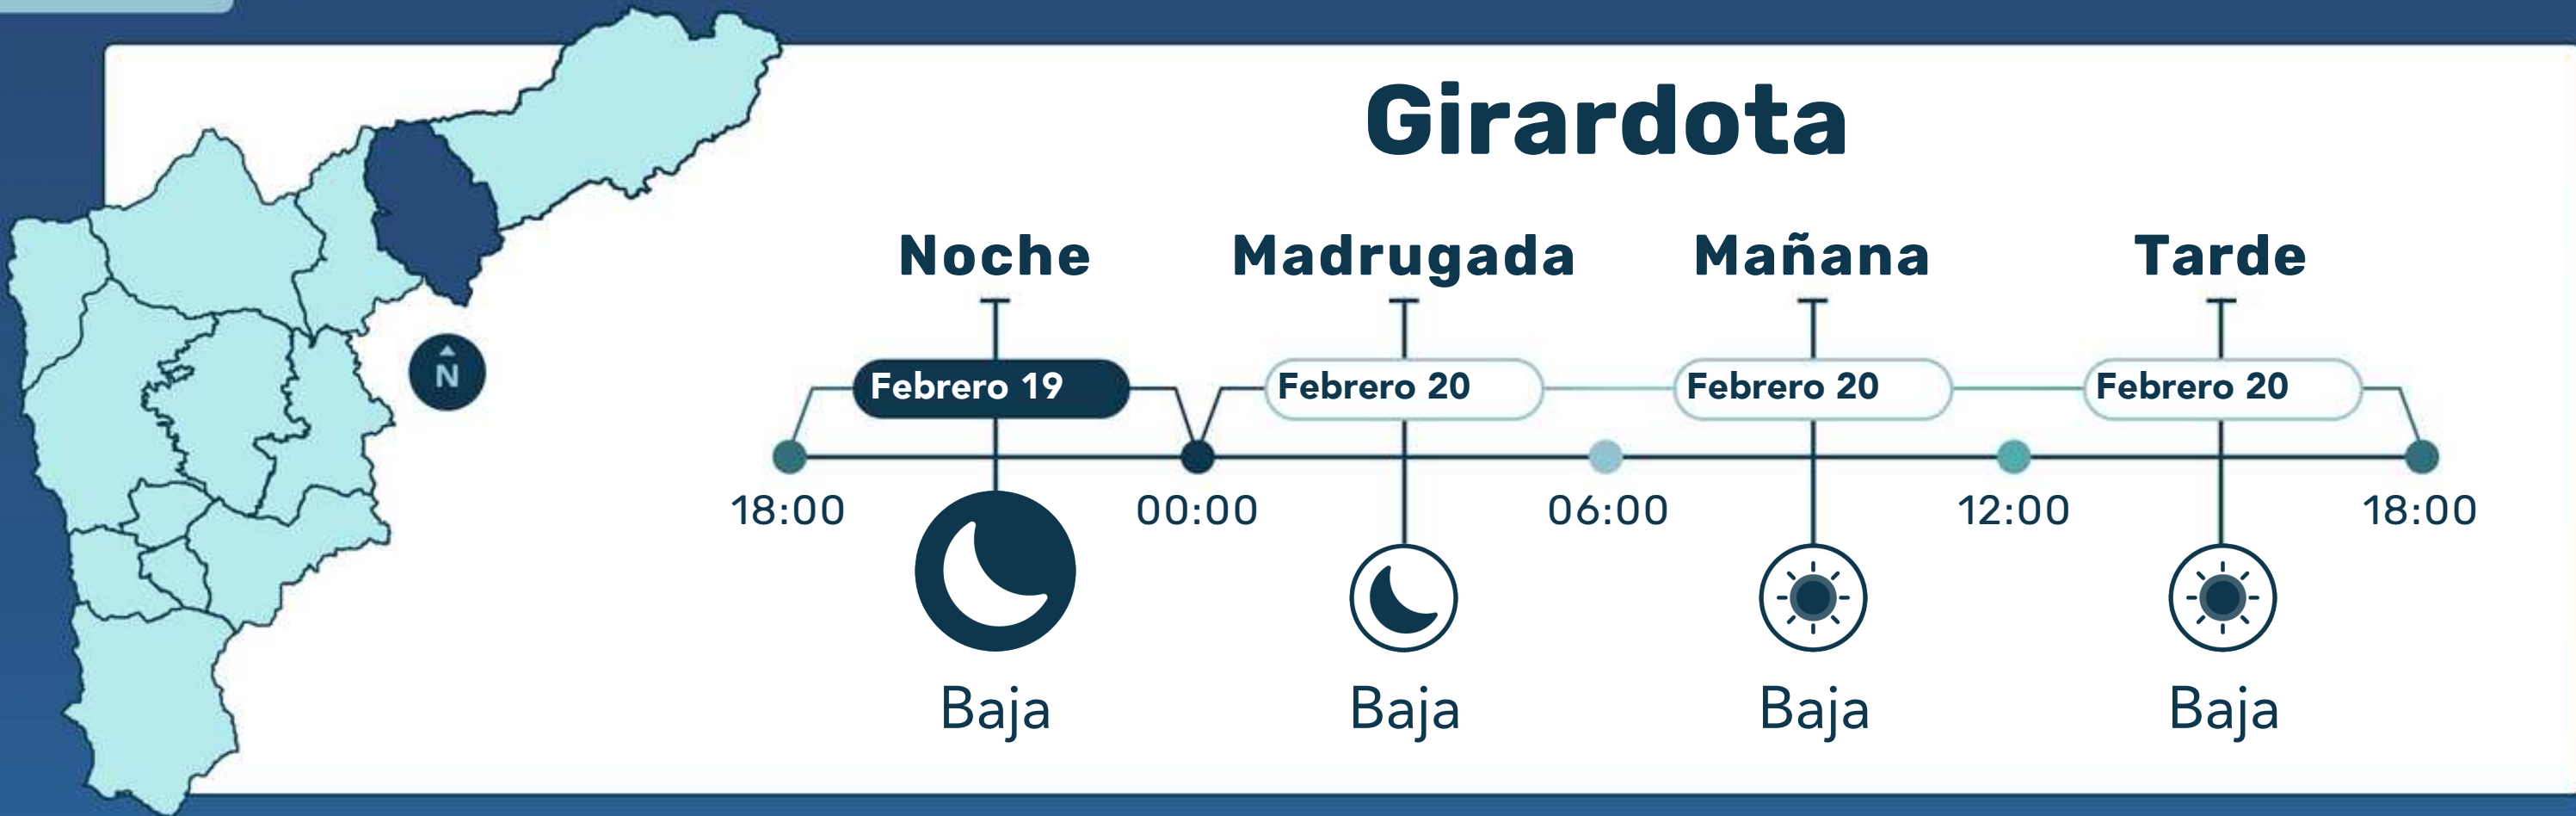 Girardota
Noche Madrugada Mañana Tarde
Febrero 19 Febrero 20 Febrero 20 Febrero 20
N
18:00 00:00 06:00 12:00 18:00
Baja Baja Baja Baja